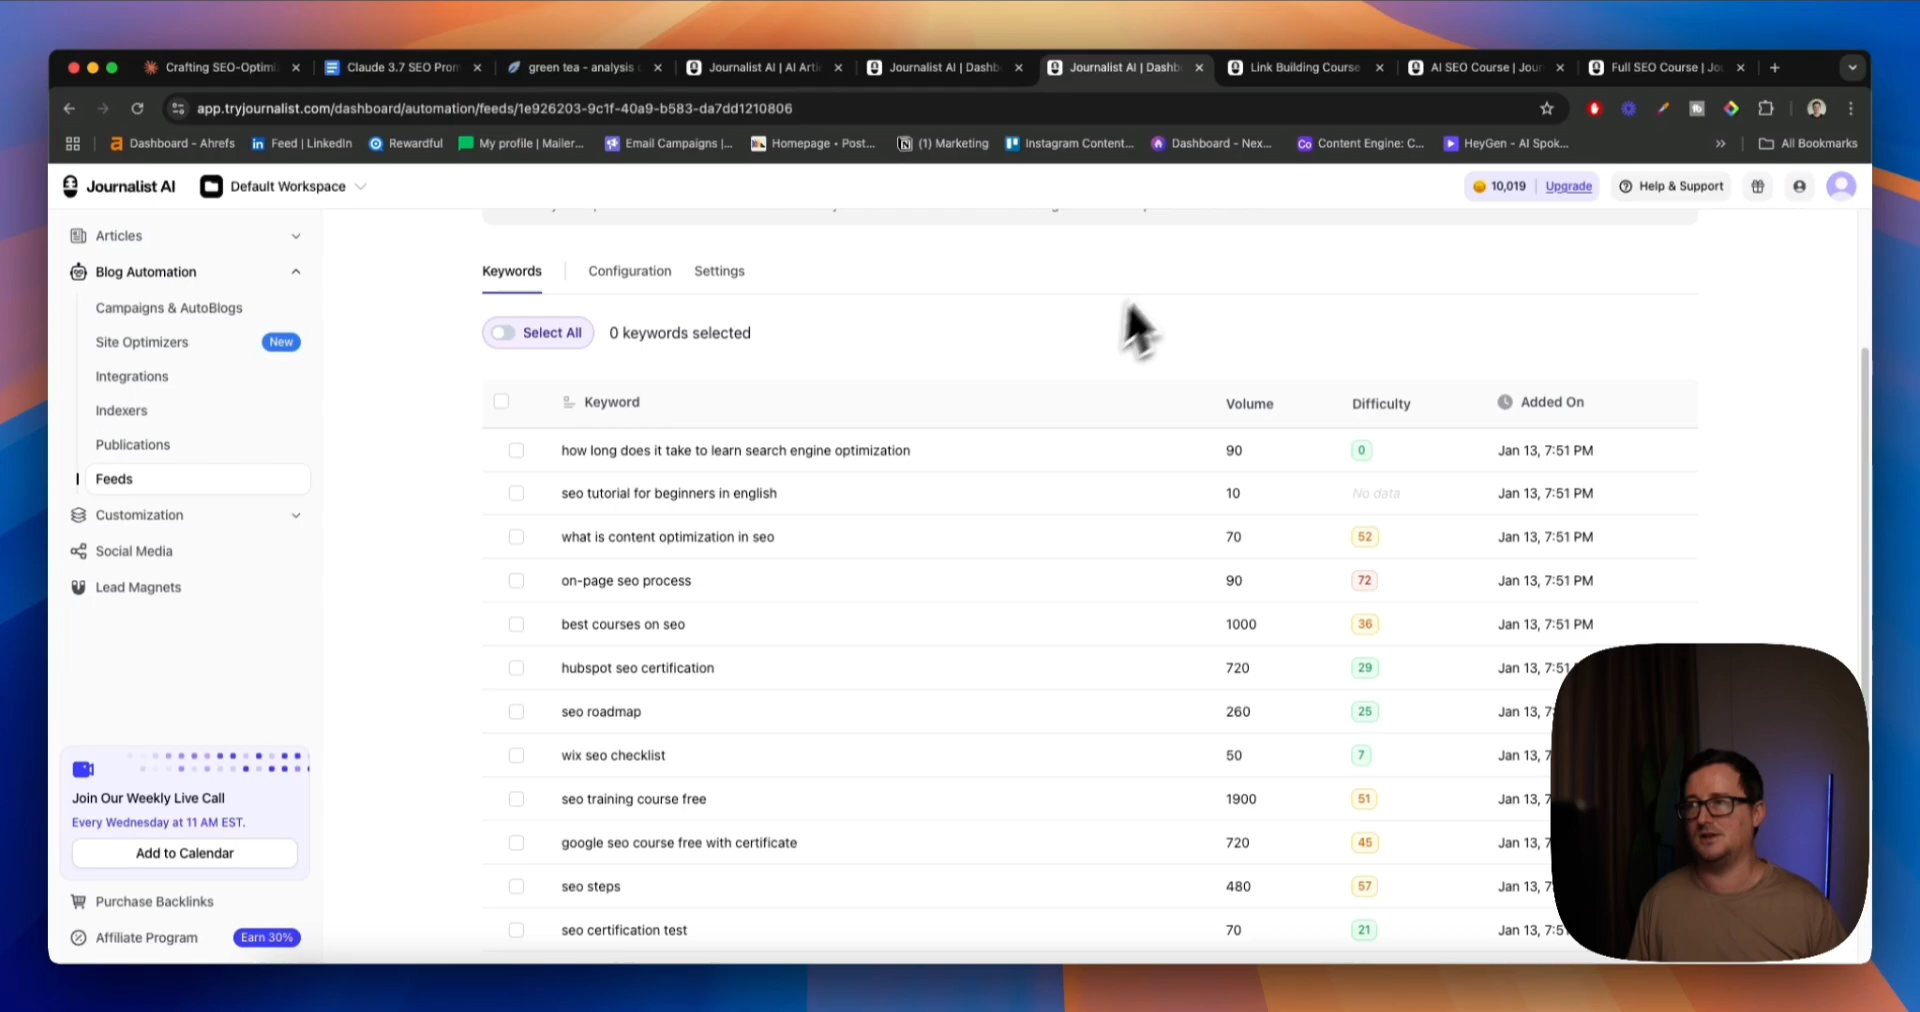 Crafting SEO-Optimi
Claude 3.7 SEO Pron
green tea - analysis
Journalist AI | AI Arti
Journalist AI | Dashb
Journalist AI | Dashb
Link Building Course
AI SEO Course | Jour
Full SEO Course | Jo
app.tryjournalist.com/dashboard/automation/feeds/1e926203-9c1f-40a9-b583-da7dd1210806
Dashboard – Ahrefs
Feed | LinkedIn
Rewardful
My profile | Mailer...
Email Campaigns |...
Homepage • Post...
(1) Marketing
Instagram Content...
Dashboard - Nex...
Content Engine: C...
HeyGen - AI Spok...
All Bookmarks
Journalist AI
Default Workspace
10,019
Upgrade
Help & Support
Articles
Blog Automation
Campaigns & AutoBlogs
Site Optimizers New
Integrations
Indexers
Publications
Feeds
Customization
Social Media
Lead Magnets
Join Our Weekly Live Call
Every Wednesday at 11 AM EST.
Add to Calendar
Purchase Backlinks
Affiliate Program Earn 30%
Keywords Configuration Settings
Select All 0 keywords selected
Keyword Volume Difficulty Added On
how long does it take to learn search engine optimization 90 0 Jan 13, 7:51 PM
seo tutorial for beginners in english 10 No data Jan 13, 7:51 PM
what is content optimization in seo 70 52 Jan 13, 7:51 PM
on-page seo process 90 72 Jan 13, 7:51 PM
best courses on seo 1000 36 Jan 13, 7:51 PM
hubspot seo certification 720 29 Jan 13, 7:51
seo roadmap 260 25 Jan 13, 7:
wix seo checklist 50 7 Jan 13, 7
seo training course free 1900 51 Jan 13, 7
google seo course free with certificate 720 45 Jan 13, 7
seo steps 480 57 Jan 13, 7
seo certification test 70 21 Jan 13, 7:5